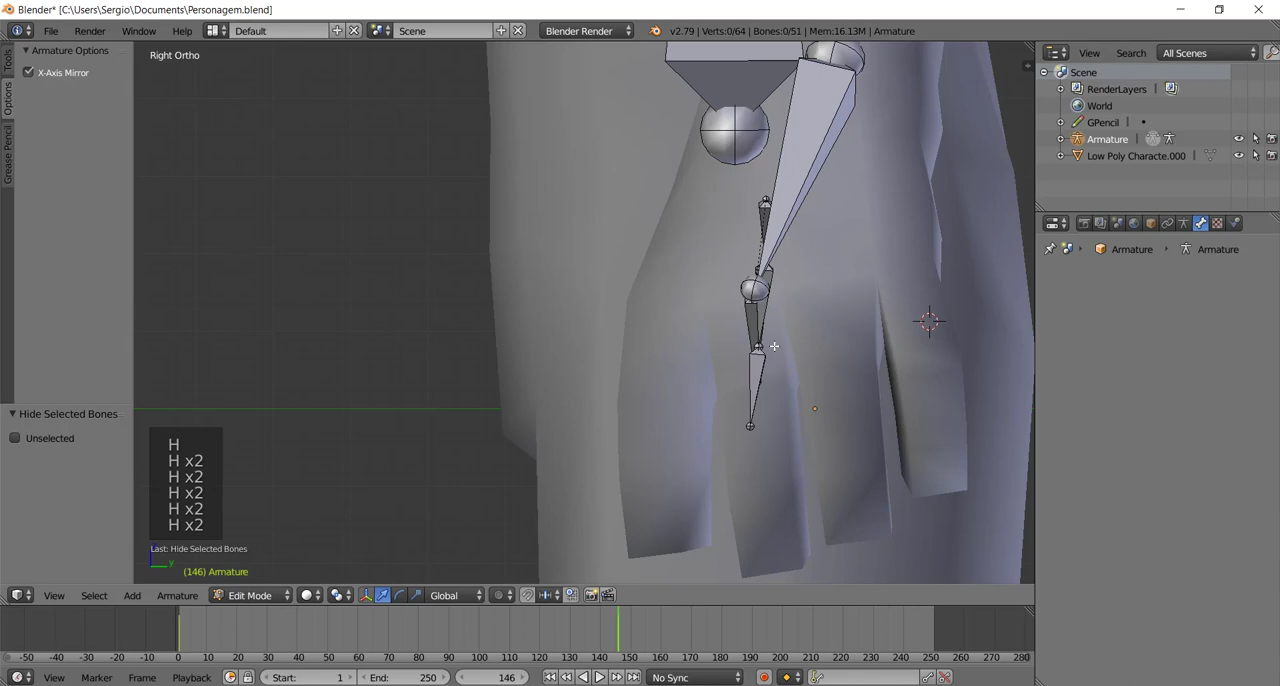 Blender* [C:\Users\Sergio\Documents\Personagem.blend]
File Render Window Help Default Scene Blender Render v2.79 | Verts:0/64 | Bones:0/51 | Mem:16.13M | Armature
Armature Options
X-Axis Mirror
Tools
Options
Grease Pencil
Right Ortho
View Search All Scenes
Scene
RenderLayers
World
GPencil
Armature
Low Poly Characte.000
Armature Armature
Hide Selected Bones
Unselected
H
H x2
H x2
H x2
H x2
H x2
Last: Hide Selected Bones
y
(146) Armature
View Select Add Armature Edit Mode Global
-50 -40 -30 -20 -10 0 10 20 30 40 50 60 70 80 90 100 110 120 130 140 150 160 170 180 190 200 210 220 230 240 250 260 270 280
View Marker Frame Playback Start: 1 End: 250 146 No Sync